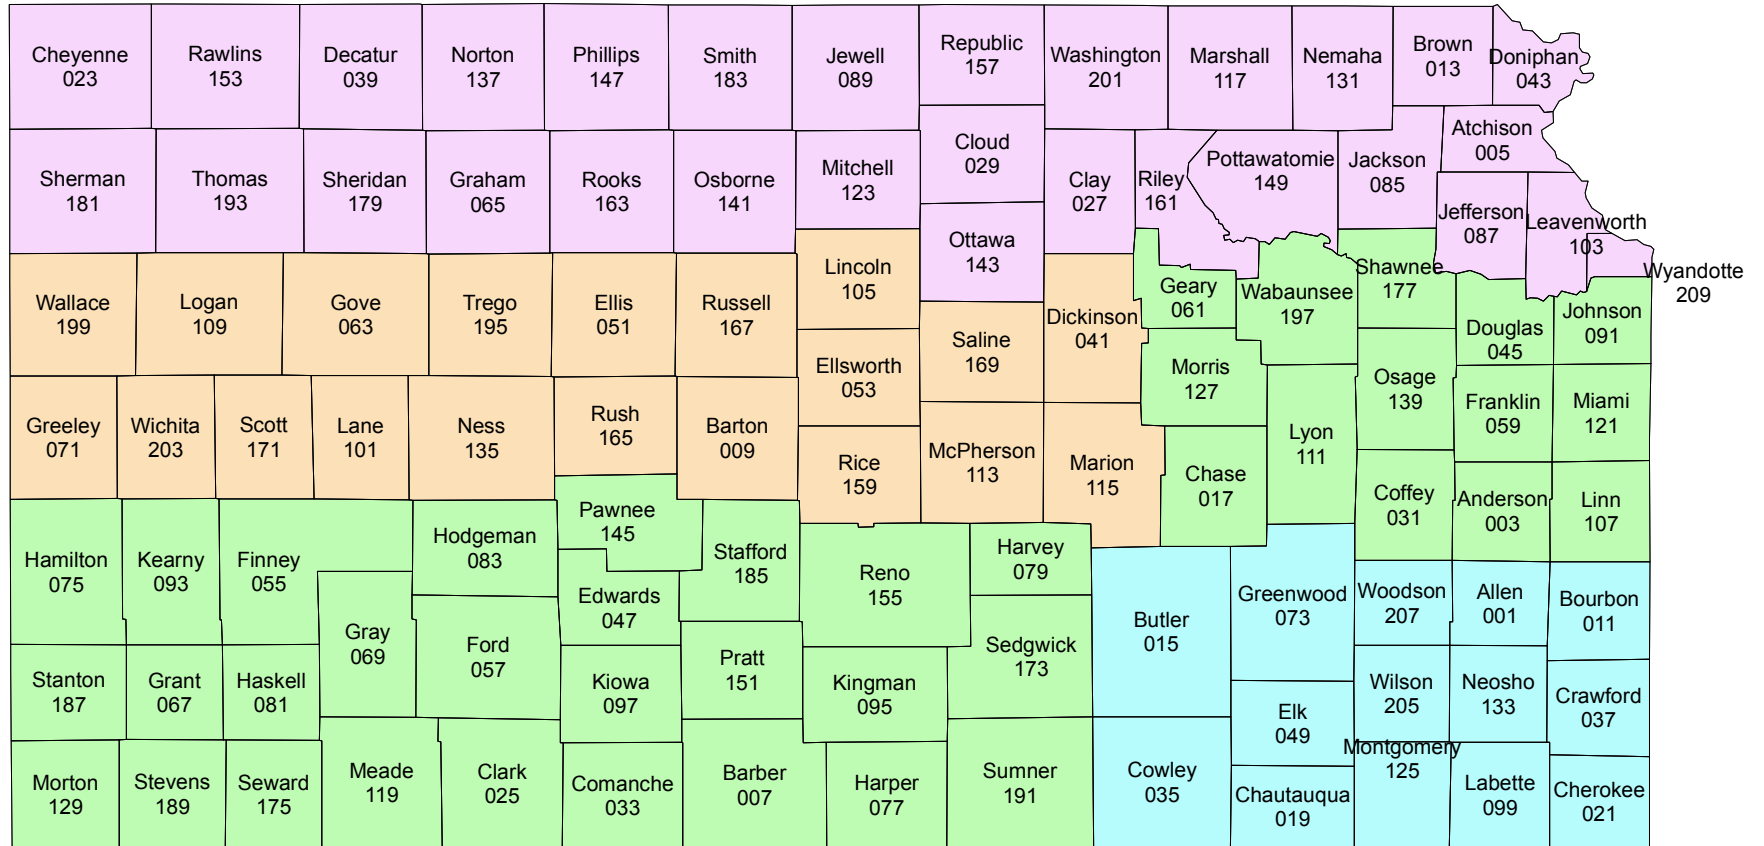 Cheyenne
023
Rawlins
153
Decatur
039
Norton
137
Phillips
147
Smith
183
Jewell
089
Republic
157
Washington
201
Marshall
117
Nemaha
131
Brown
013
Doniphan
043
Sherman
181
Thomas
193
Sheridan
179
Graham
065
Rooks
163
Osborne
141
Mitchell
123
Cloud
029
Clay
027
Riley
161
Pottawatomie
149
Jackson
085
Atchison
005
Jefferson
087
Leavenworth
103
Wyandotte
209
Ottawa
143
Wallace
199
Logan
109
Gove
063
Trego
195
Ellis
051
Russell
167
Lincoln
105
Ellsworth
053
Saline
169
Dickinson
041
Geary
061
Wabaunsee
197
Shawnee
177
Douglas
045
Johnson
091
Morris
127
Osage
139
Franklin
059
Miami
121
Greeley
071
Wichita
203
Scott
171
Lane
101
Ness
135
Rush
165
Barton
009
Rice
159
McPherson
113
Marion
115
Chase
017
Lyon
111
Coffey
031
Anderson
003
Linn
107
Hamilton
075
Kearny
093
Finney
055
Hodgeman
083
Pawnee
145
Stafford
185
Edwards
047
Reno
155
Harvey
079
Gray
069
Ford
057
Kiowa
097
Pratt
151
Kingman
095
Sedgwick
173
Butler
015
Greenwood
073
Woodson
207
Allen
001
Bourbon
011
Stanton
187
Grant
067
Haskell
081
Elk
049
Wilson
205
Neosho
133
Crawford
037
Morton
129
Stevens
189
Seward
175
Meade
119
Clark
025
Comanche
033
Barber
007
Harper
077
Sumner
191
Cowley
035
Chautauqua
019
Montgomery
125
Labette
099
Cherokee
021